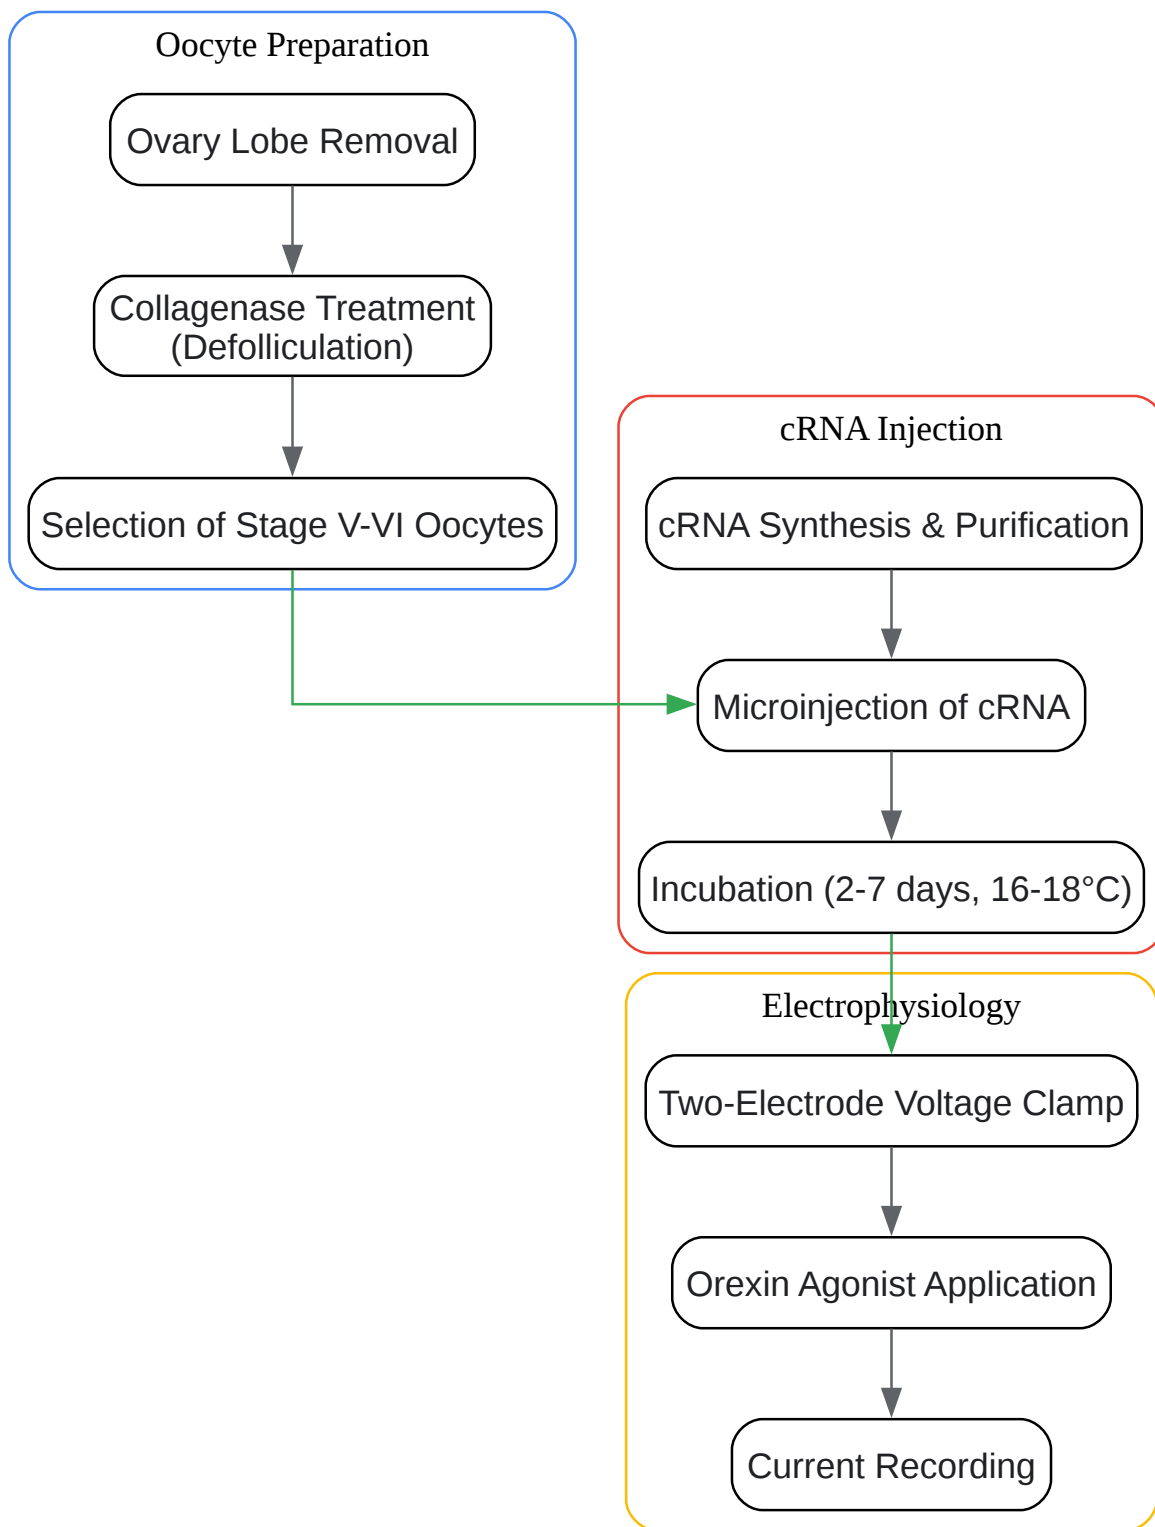 Oocyte Preparation
Ovary Lobe Removal
Collagenase Treatment
(Defolliculation)
Selection of Stage V-VI Oocytes
cRNA Injection
cRNA Synthesis & Purification
Microinjection of cRNA
Incubation (2-7 days, 16-18°C)
Electrophysiology
Two-Electrode Voltage Clamp
Orexin Agonist Application
Current Recording